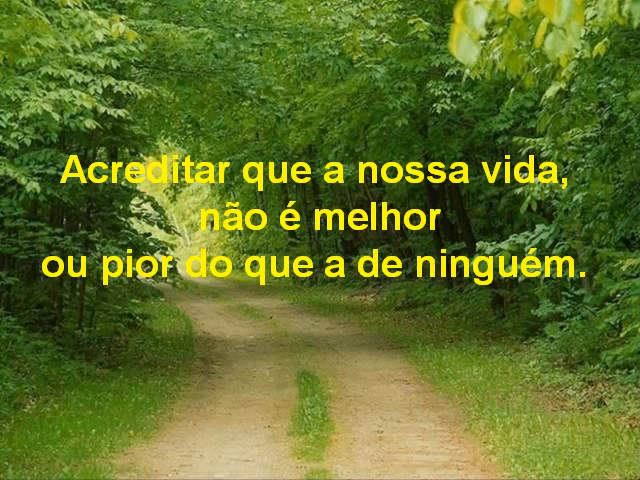 Acreditar que a nossa vida,
não é melhor
ou pior do que a de ninguém.